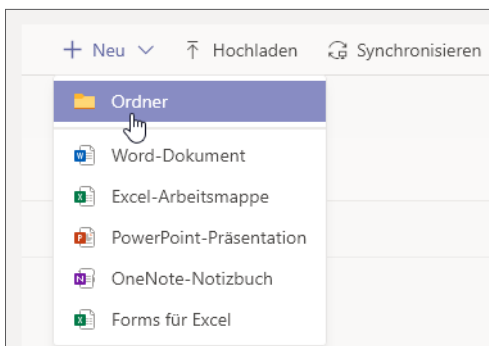 Neu Hochladen Synchronisieren
Ordner
Word-Dokument
Excel-Arbeitsmappe
PowerPoint-Präsentation
OneNote-Notizbuch
Forms für Excel